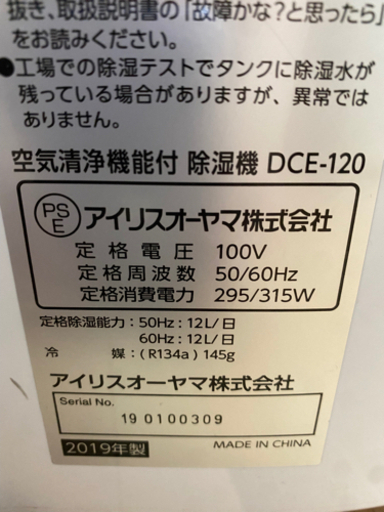 抜き、取扱説明書の「故障かな?と思ったら」
をお読みください。
●工場での除湿テストでタンクに除湿水が
残っている場合がありますが、異常では
ありません。
空気清浄機能付 除湿機 DCE-120
PSE アイリスオーヤマ株式会社
定格電圧 100V
定格周波数 50/60Hz
定格消費電力 295/315W
定格除湿能力:50Hz:12L/日
60Hz:12L/日
冷 媒:(R134a)145g
アイリスオーヤマ株式会社
Serial No.
19 0100309
2019年製 MADE IN CHINA